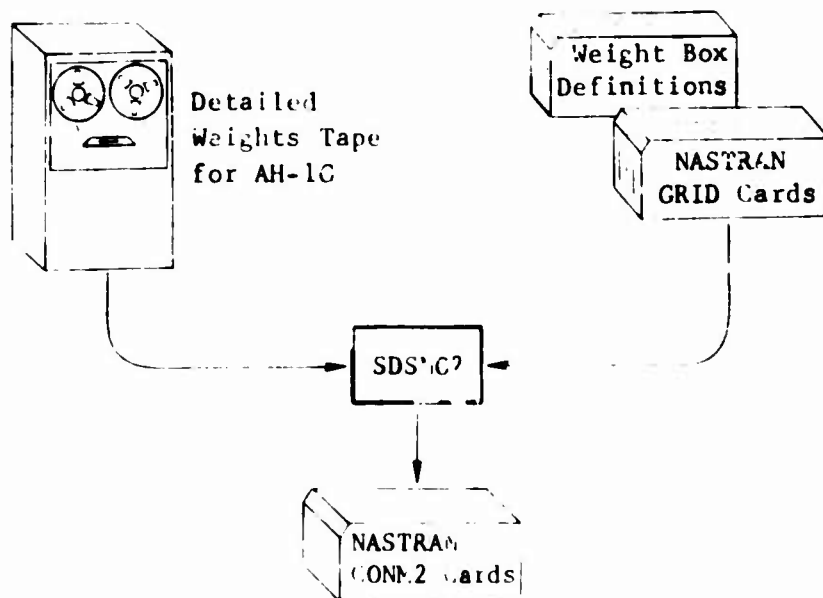 Detailed
Weights Tape
for AH-1G
Weight Box
Definitions
NASTRAN
GRID Cards
NASTRAN
CONM2 Cards